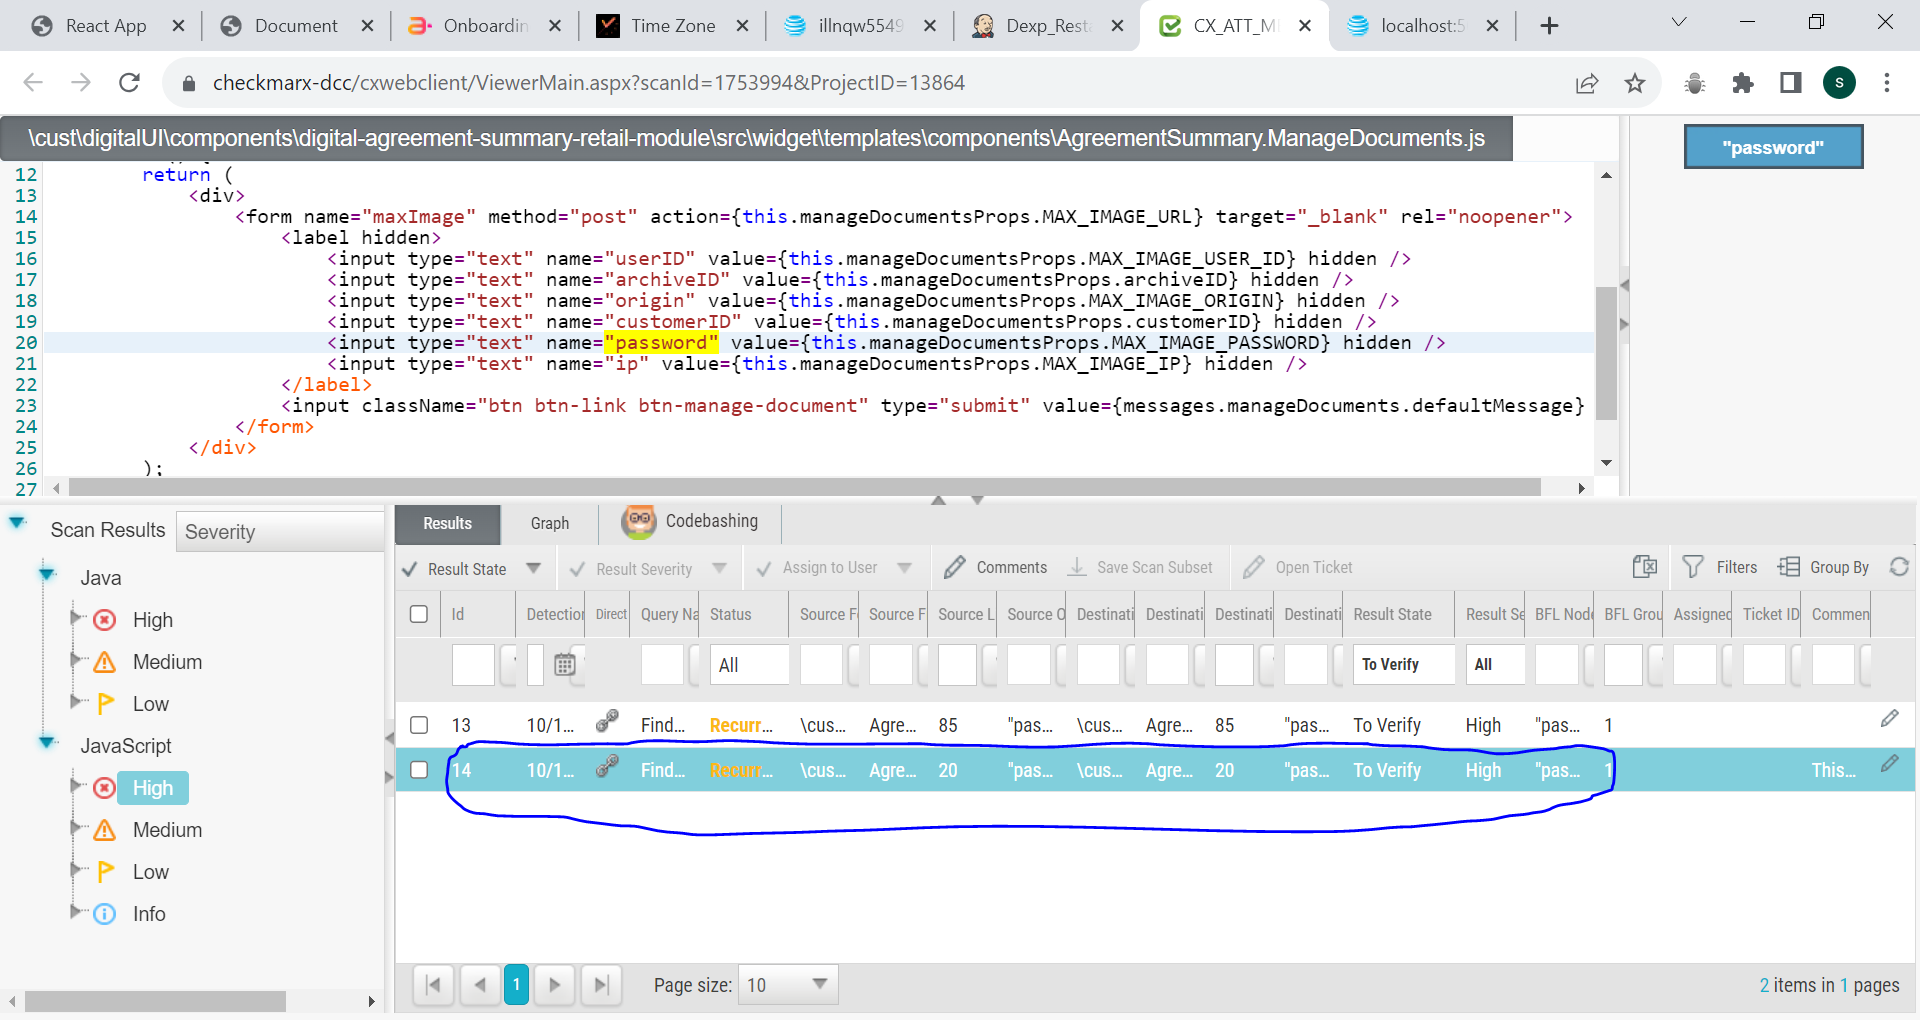 React App
Document
Onboardin
Time Zone
illnqw5549
Dexp_Rest
CX_ATT_M
localhost:5
checkmarx-dcc/cxwebclient/ViewerMain.aspx?scanId=1753994&ProjectID=13864
S
\cust\digitalUI\components\digital-agreement-summary-retail-module\src\widget\templates\components\AgreementSummary.ManageDocuments.js
"password"
12 return (
13 <div>
14 <form name="maxImage" method="post" action={this.manageDocumentsProps.MAX_IMAGE_URL} target="_blank" rel="noopener">
15 <label hidden>
16 <input type="text" name="userID" value={this.manageDocumentsProps.MAX_IMAGE_USER_ID} hidden />
17 <input type="text" name="archiveID" value={this.manageDocumentsProps.archiveID} hidden />
18 <input type="text" name="origin" value={this.manageDocumentsProps.MAX_IMAGE_ORIGIN} hidden />
19 <input type="text" name="customerID" value={this.manageDocumentsProps.customerID} hidden />
20 <input type="text" name="password" value={this.manageDocumentsProps.MAX_IMAGE_PASSWORD} hidden />
21 <input type="text" name="ip" value={this.manageDocumentsProps.MAX_IMAGE_IP} hidden />
22 </label>
23 <input className="btn btn-link btn-manage-document" type="submit" value={messages.manageDocuments.defaultMessage}
24 </form>
25 </div>
26 );
27
Scan Results Severity
Java
High
Medium
Low
JavaScript
High
Medium
Low
Info
Results Graph Codebashing
Result State Result Severity Assign to User Comments Save Scan Subset Open Ticket Filters Group By
Id Detection Direct Query Na Status Source F Source F Source L Source O Destinati Destinati Destinati Destinati Result State Result Se BFL Node BFL Grou Assigned Ticket ID Commen
All To Verify All
13 10/1... Find... Recurr... \cus... Agre... 85 "pas... \cus... Agre... 85 "pas... To Verify High "pas... 1
14 10/1... Find... Recurr... \cus... Agre... 20 "pas... \cus... Agre... 20 "pas... To Verify High "pas... 1 This...
1 Page size: 10 2 items in 1 pages